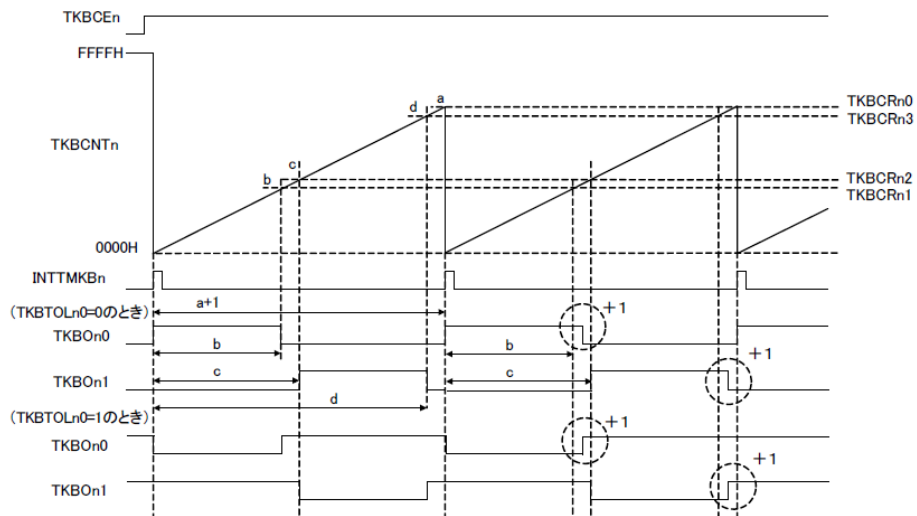 TKBCEn
FFFFH
a
d
TKBCRn0
TKBCRn3
TKBCNTn
c
b
TKBCRn2
TKBCRn1
0000H
INTTMKBn
(TKBTOLn0=0のとき)
a+1
+1
TKBOn0
b
b
+1
TKBOn1
c
c
d
(TKBTOLn0=1のとき)
+1
TKBOn0
+1
TKBOn1